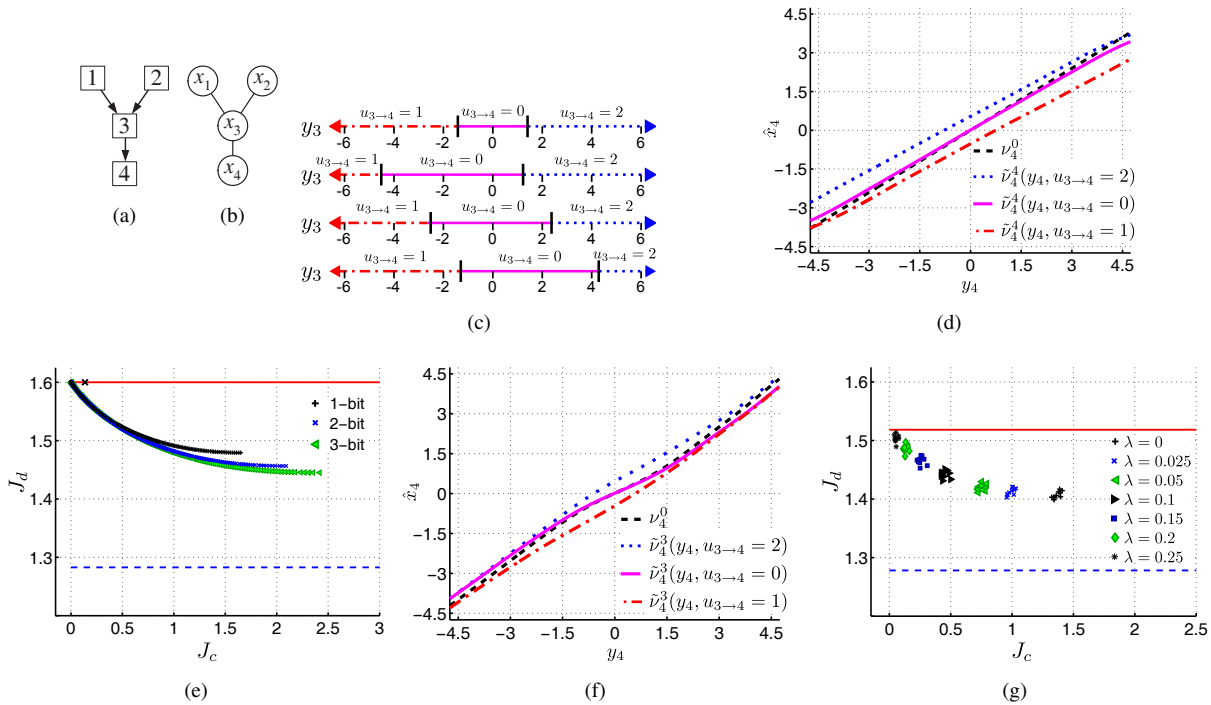 1 2
3
4
(a)
x₁ x₂
x₃
x₄
(b)
u₃→₄ = 1 u₃→₄ = 0 u₃→₄ = 2
y₃
-6 -4 -2 0 2 4 6
u₃→₄ = 1 u₃→₄ = 0 u₃→₄ = 2
y₃
-6 -4 -2 0 2 4 6
u₃→₄ = 1 u₃→₄ = 0 u₃→₄ = 2
y₃
-6 -4 -2 0 2 4 6
u₃→₄ = 1 u₃→₄ = 0 u₃→₄ = 2
y₃
-6 -4 -2 0 2 4 6
(c)
4.5
3
1.5
0
-1.5
-3
-4.5
x̂₄
ν₄⁰
ν̃₄⁴(y₄, u₃→₄ = 2)
ν̃₄⁴(y₄, u₃→₄ = 0)
ν̃₄⁴(y₄, u₃→₄ = 1)
-4.5 -3 -1.5 0 1.5 3 4.5
y₄
(d)
1.6
1.5
1.4
1.3
J_d
1-bit
2-bit
3-bit
0 0.5 1 1.5 2 2.5 3
J_c
(e)
4.5
3
1.5
0
-1.5
-3
-4.5
x̂₄
ν₄⁰
ν̃₄³(y₄, u₃→₄ = 2)
ν̃₄³(y₄, u₃→₄ = 0)
ν̃₄³(y₄, u₃→₄ = 1)
-4.5 -3 -1.5 0 1.5 3 4.5
y₄
(f)
1.6
1.5
1.4
1.3
J_d
λ = 0
λ = 0.025
λ = 0.05
λ = 0.1
λ = 0.15
λ = 0.2
λ = 0.25
0 0.5 1 1.5 2 2.5
J_c
(g)